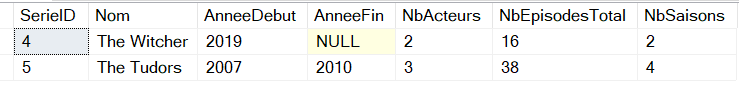 SerieID Nom AnneeDebut AnneeFin NbActeurs NbEpisodesTotal NbSaisons
4 The Witcher 2019 NULL 2 16 2
5 The Tudors 2007 2010 3 38 4